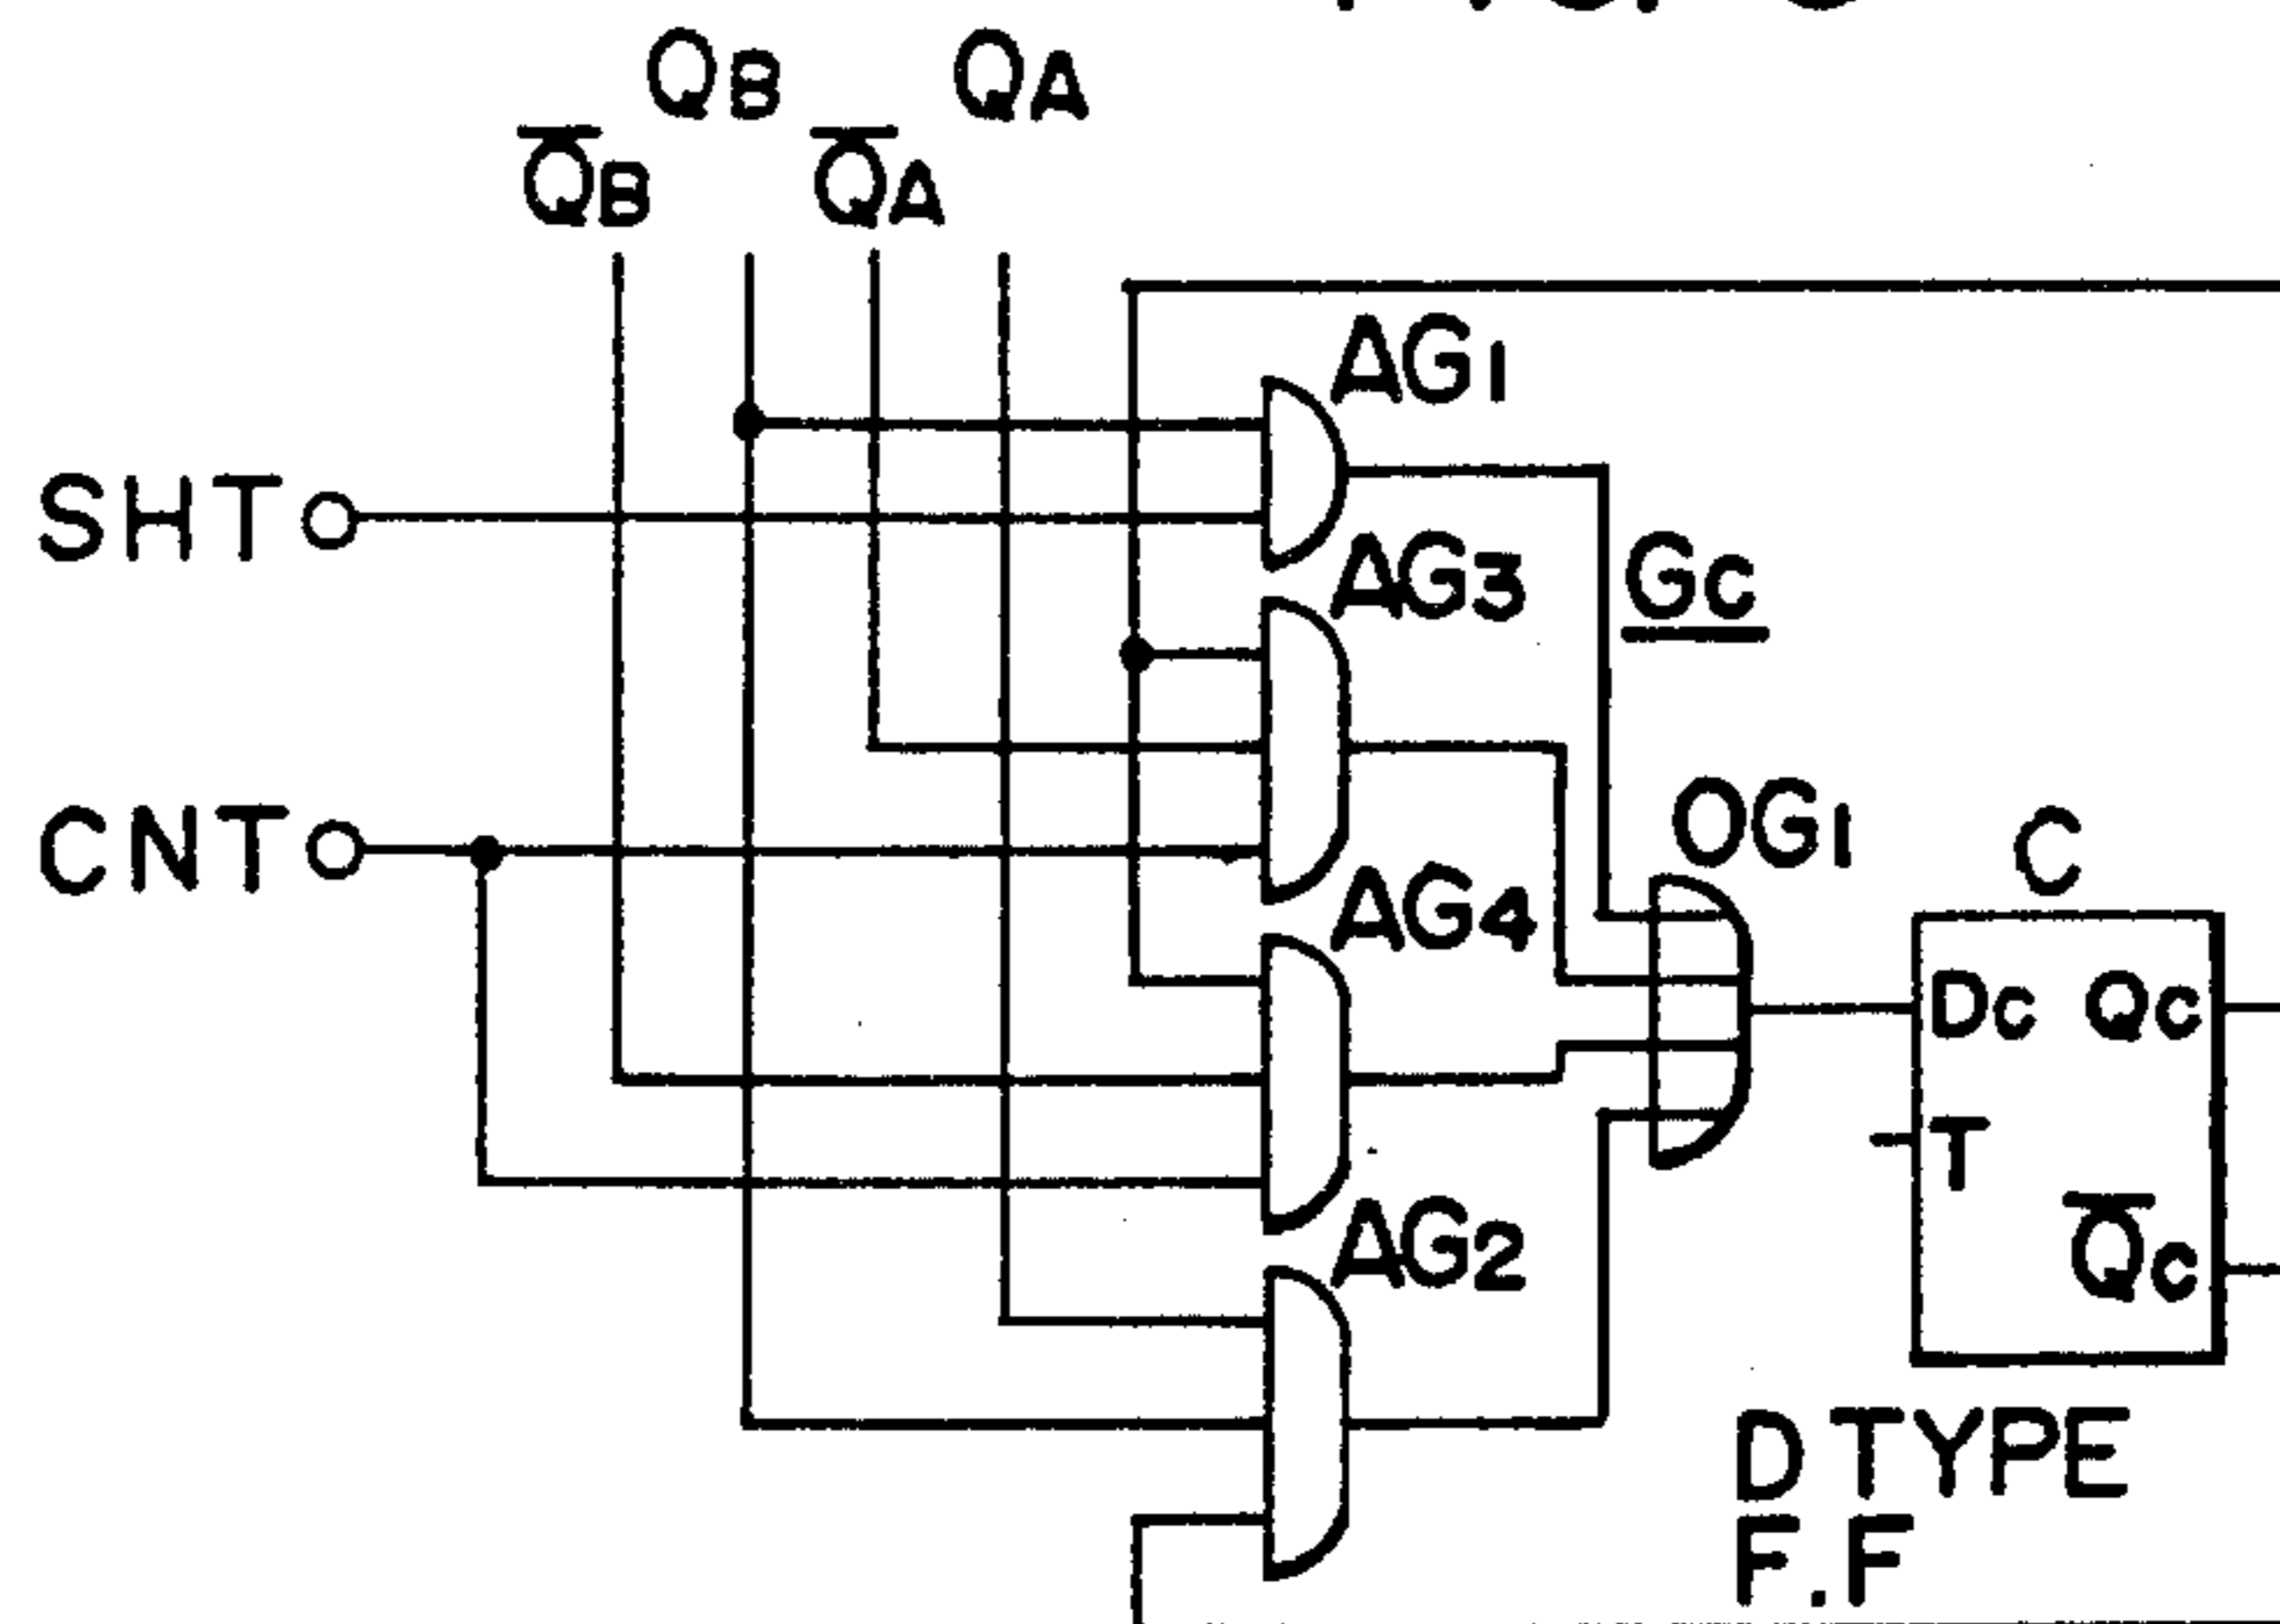 QB QA
Q̅B Q̅A
AG1
SHT
AG3
GC
CNT
OG1
C
AG4
DC QC
T
AG2
Q̅C
D TYPE
F.F